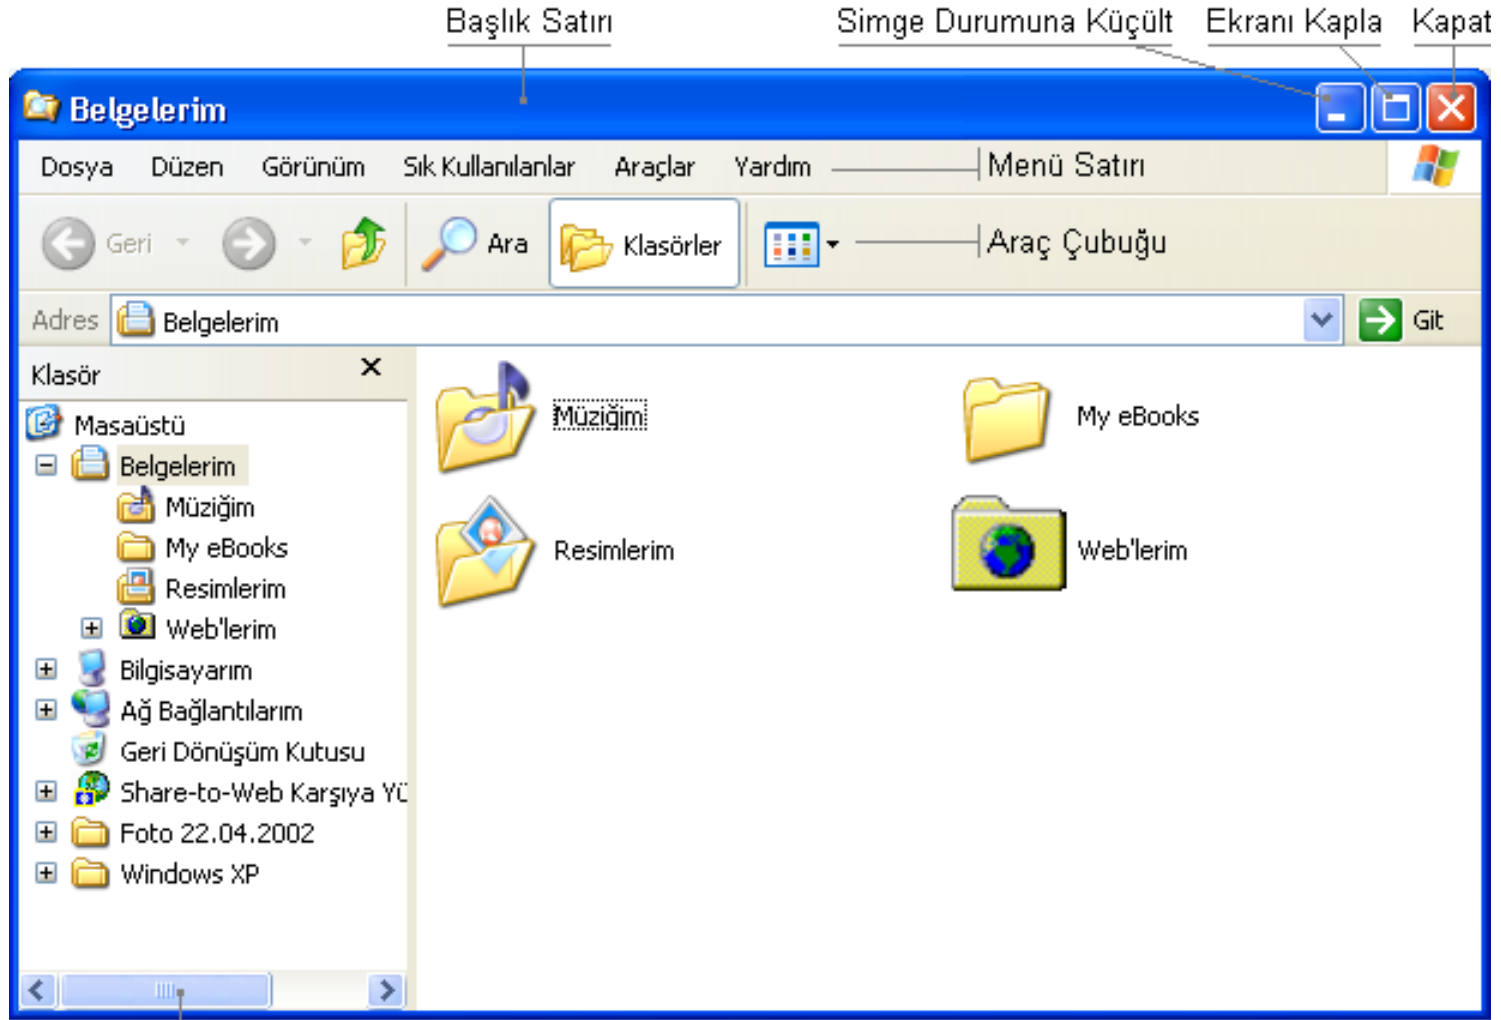 Başlık Satırı
Simge Durumuna Küçült
Ekranı Kapla
Kapat
Belgelerim
Dosya Düzen Görünüm Sık Kullanılanlar Araçlar Yardım
Menü Satırı
Geri
Ara
Klasörler
Araç Çubuğu
Adres Belgelerim Git
Klasör
Masaüstü
Belgelerim
Müziğim
My eBooks
Resimlerim
Web'lerim
Bilgisayarım
Ağ Bağlantılarım
Geri Dönüşüm Kutusu
Share-to-Web Karşıya Yü
Foto 22.04.2002
Windows XP
Müziğim
My eBooks
Resimlerim
Web'lerim